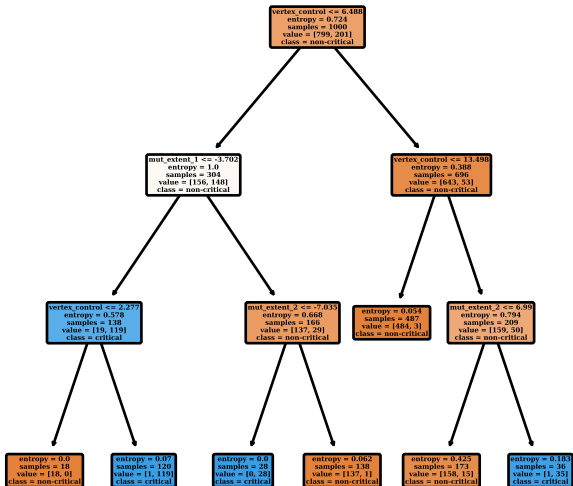 vertex_control <= 6.488
entropy = 0.724
samples = 1000
value = [799, 201]
class = non-critical
mut_extent_1 <= -3.702
entropy = 1.0
samples = 304
value = [156, 148]
class = non-critical
vertex_control <= 13.498
entropy = 0.388
samples = 696
value = [643, 53]
class = non-critical
vertex_control <= 2.277
entropy = 0.578
samples = 138
value = [19, 119]
class = critical
mut_extent_2 <= -7.035
entropy = 0.668
samples = 166
value = [137, 29]
class = non-critical
entropy = 0.054
samples = 487
value = [484, 3]
class = non-critical
mut_extent_2 <= 6.99
entropy = 0.794
samples = 209
value = [159, 50]
class = non-critical
entropy = 0.0
samples = 18
value = [18, 0]
class = non-critical
entropy = 0.07
samples = 120
value = [1, 119]
class = critical
entropy = 0.0
samples = 28
value = [0, 28]
class = critical
entropy = 0.062
samples = 138
value = [137, 1]
class = non-critical
entropy = 0.425
samples = 173
value = [158, 15]
class = non-critical
entropy = 0.183
samples = 36
value = [1, 35]
class = critical